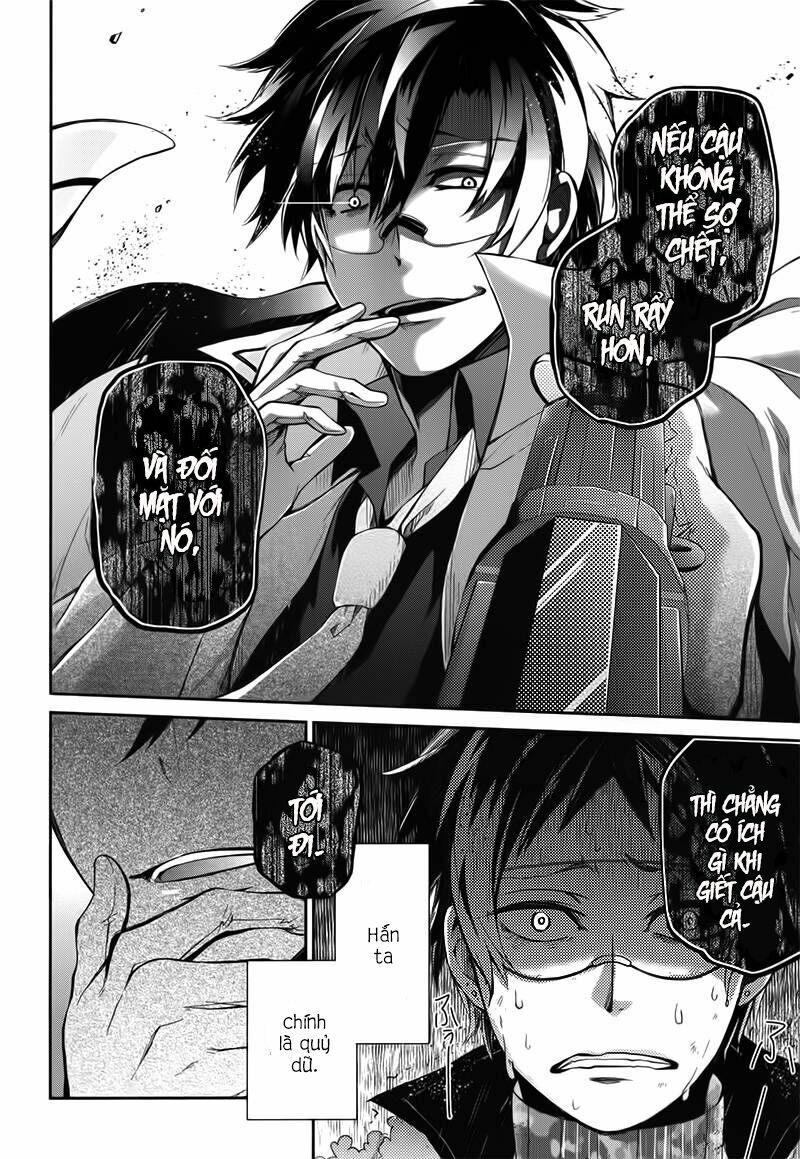 NẾU CẬU
KHÔNG
THỂ SỢ
CHẾT,
RUN RẨY
HƠN,
VÀ ĐỐI
MẶT VỚI
NÓ,
THÌ CHẲNG
CÓ ÍCH
GÌ KHI
GIẾT CẬU
CẢ...
TỚI
ĐI...
Hắn
ta
chính
là quỷ
dữ.